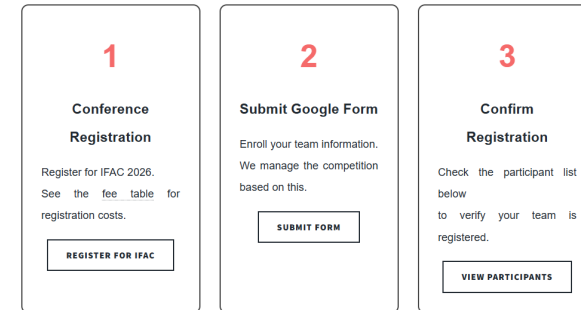 1
Conference
Registration
Register for IFAC 2026.
See the fee table for
registration costs.
REGISTER FOR IFAC
2
Submit Google Form
Enroll your team information.
We manage the competition
based on this.
SUBMIT FORM
3
Confirm
Registration
Check the participant list
below
to verify your team is
registered.
VIEW PARTICIPANTS